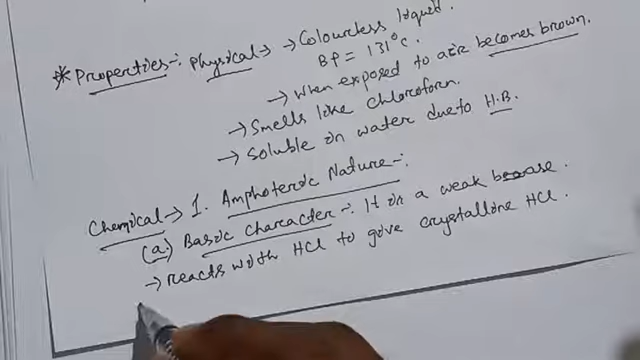 * Properties :- Physical → → Colourless liquid.
BP = 131°C.
→ When exposed to air becomes brown.
→ Smells like chloroform.
→ Soluble in water due to H.B.
Chemical → 1. Amphoteric Nature -:
(a.) Basic Character -: It is a weak base.
→ reacts with HCl to give crystalline HCl.